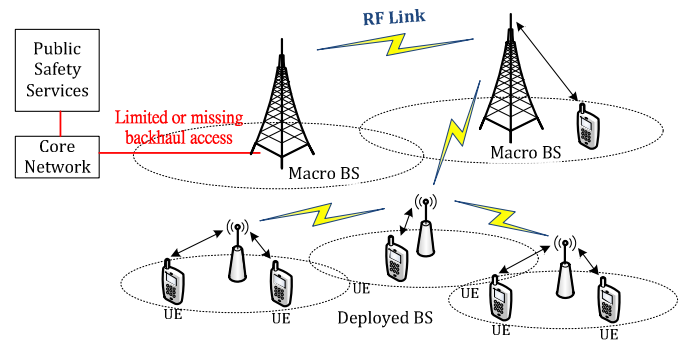 RF Link
Public
Safety
Services
Limited or missing
backhaul access
Core
Network
Macro BS
Macro BS
UE
UE
UE
UE
UE
Deployed BS